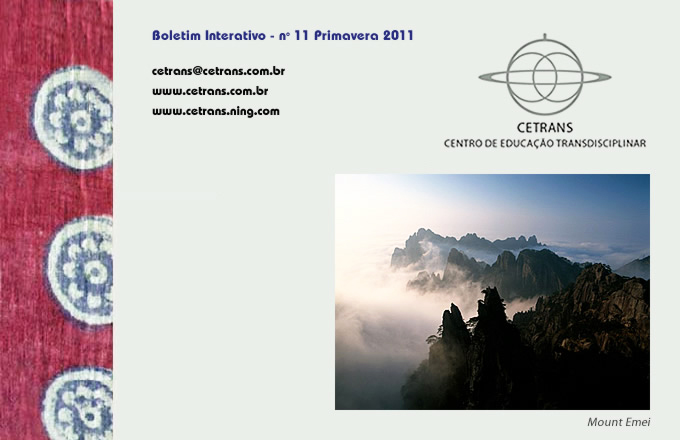 Boletim Interativo - nº 11 Primavera 2011
cetrans@cetrans.com.br
www.cetrans.com.br
www.cetrans.ning.com
CETRANS
CENTRO DE EDUCAÇÃO TRANSDISCIPLINAR
Mount Emei